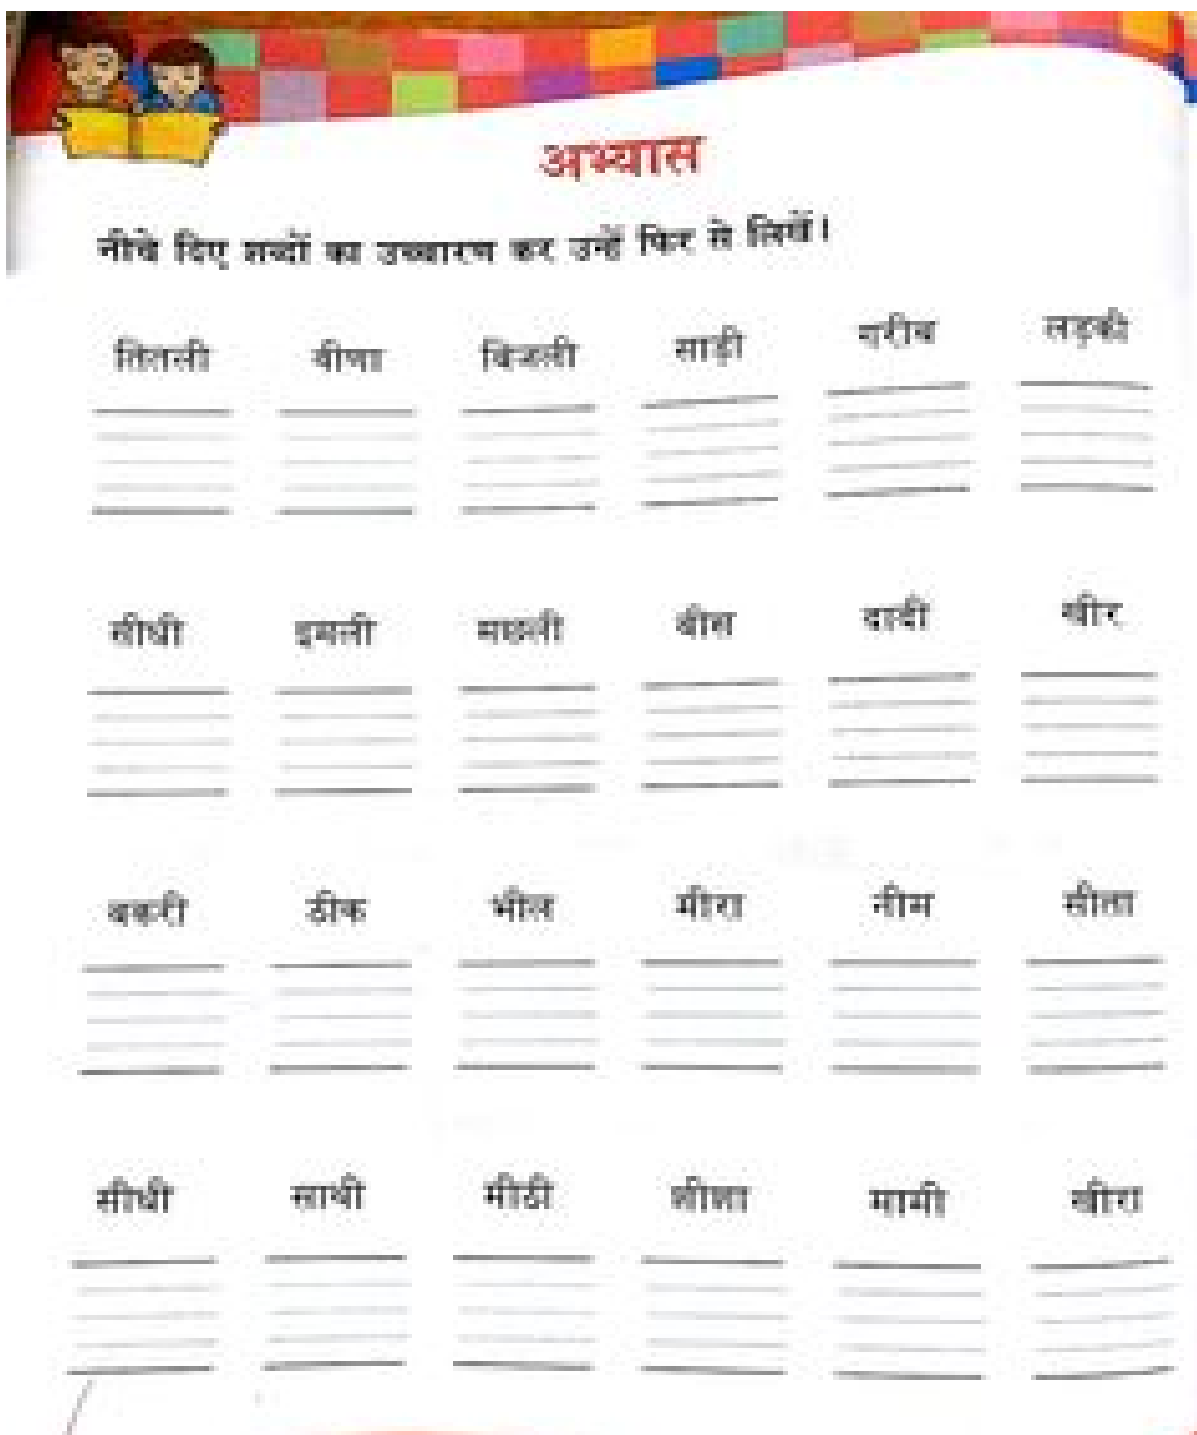 अभ्यास
नीचे दिए शब्दों का उच्चारण कर उन्हें फिर से लिखें।
तितली वीणा बिजली साड़ी गरीब लड़की
सीधी इमली मछली बीस दादी खीर
बकरी ठीक भील मीरा नीम सीता
सीधी साथी मीठी शीशा मामी खीरा